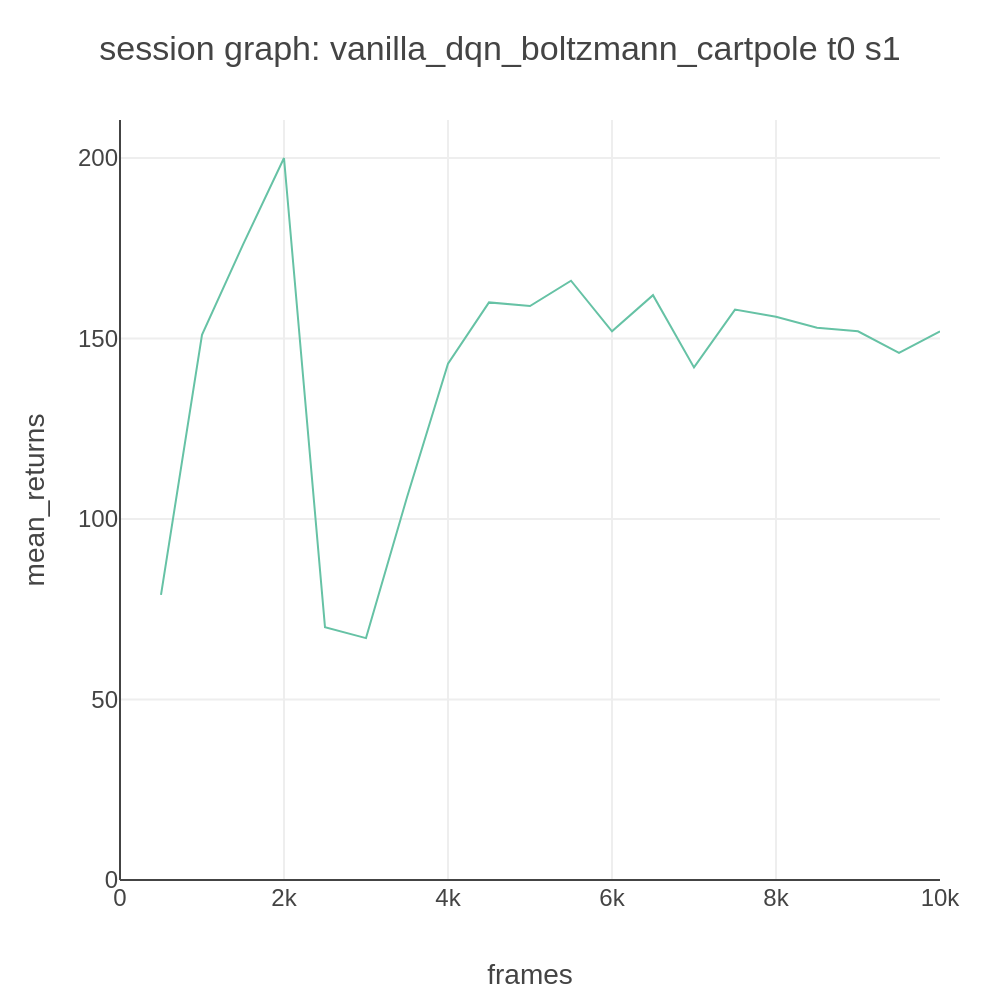 session graph: vanilla_dqn_boltzmann_cartpole t0 s1
mean_returns
200
150
100
50
0
0 2k 4k 6k 8k 10k
frames